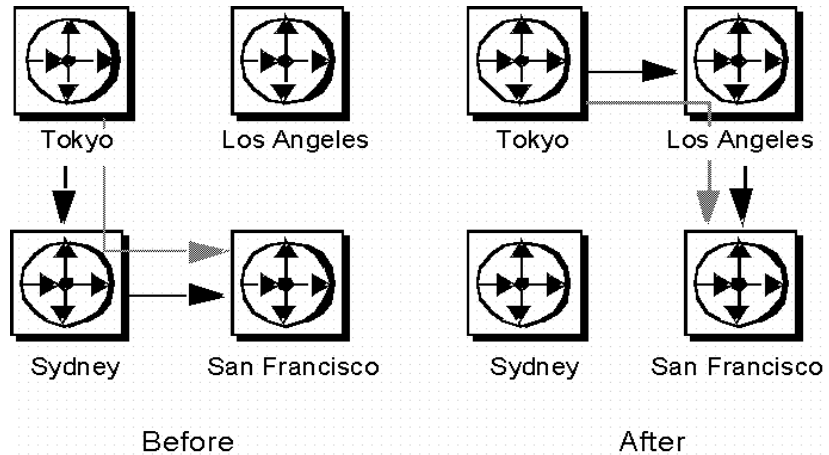 Tokyo Los Angeles Tokyo Los Angeles
Sydney San Francisco Sydney San Francisco
Before After